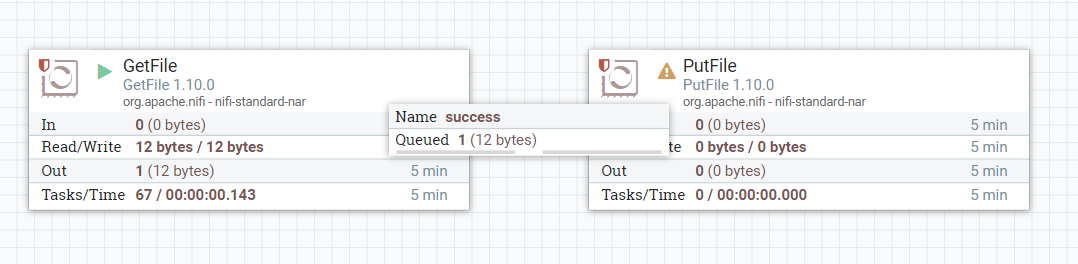 GetFile
GetFile 1.10.0
org.apache.nifi - nifi-standard-nar
In 0 (0 bytes)
Read/Write 12 bytes / 12 bytes
Out 1 (12 bytes) 5 min
Tasks/Time 67 / 00:00:00.143 5 min
Name success
Queued 1 (12 bytes)
PutFile
PutFile 1.10.0
org.apache.nifi - nifi-standard-nar
0 (0 bytes) 5 min
te 0 bytes / 0 bytes 5 min
Out 0 (0 bytes) 5 min
Tasks/Time 0 / 00:00:00.000 5 min